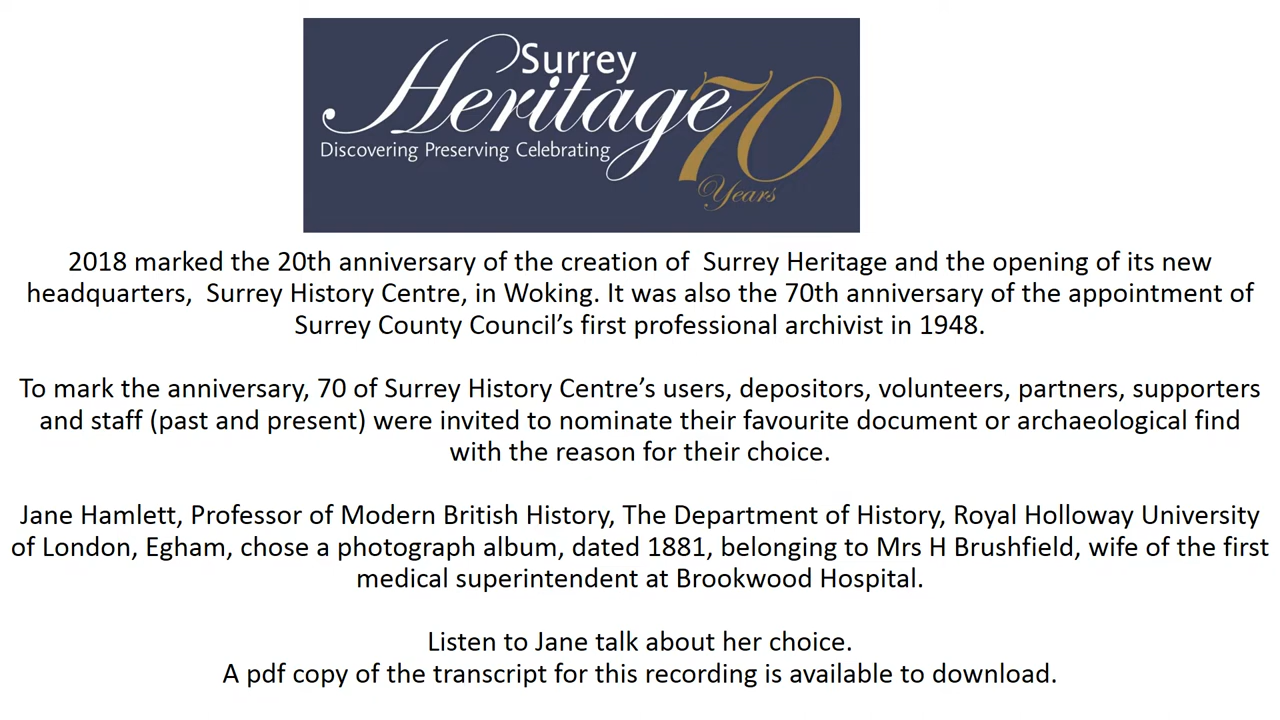 Surrey
Heritage 70
Discovering Preserving Celebrating
Years
2018 marked the 20th anniversary of the creation of Surrey Heritage and the opening of its new
headquarters, Surrey History Centre, in Woking. It was also the 70th anniversary of the appointment of
Surrey County Council’s first professional archivist in 1948.
To mark the anniversary, 70 of Surrey History Centre’s users, depositors, volunteers, partners, supporters
and staff (past and present) were invited to nominate their favourite document or archaeological find
with the reason for their choice.
Jane Hamlett, Professor of Modern British History, The Department of History, Royal Holloway University
of London, Egham, chose a photograph album, dated 1881, belonging to Mrs H Brushfield, wife of the first
medical superintendent at Brookwood Hospital.
Listen to Jane talk about her choice.
A pdf copy of the transcript for this recording is available to download.